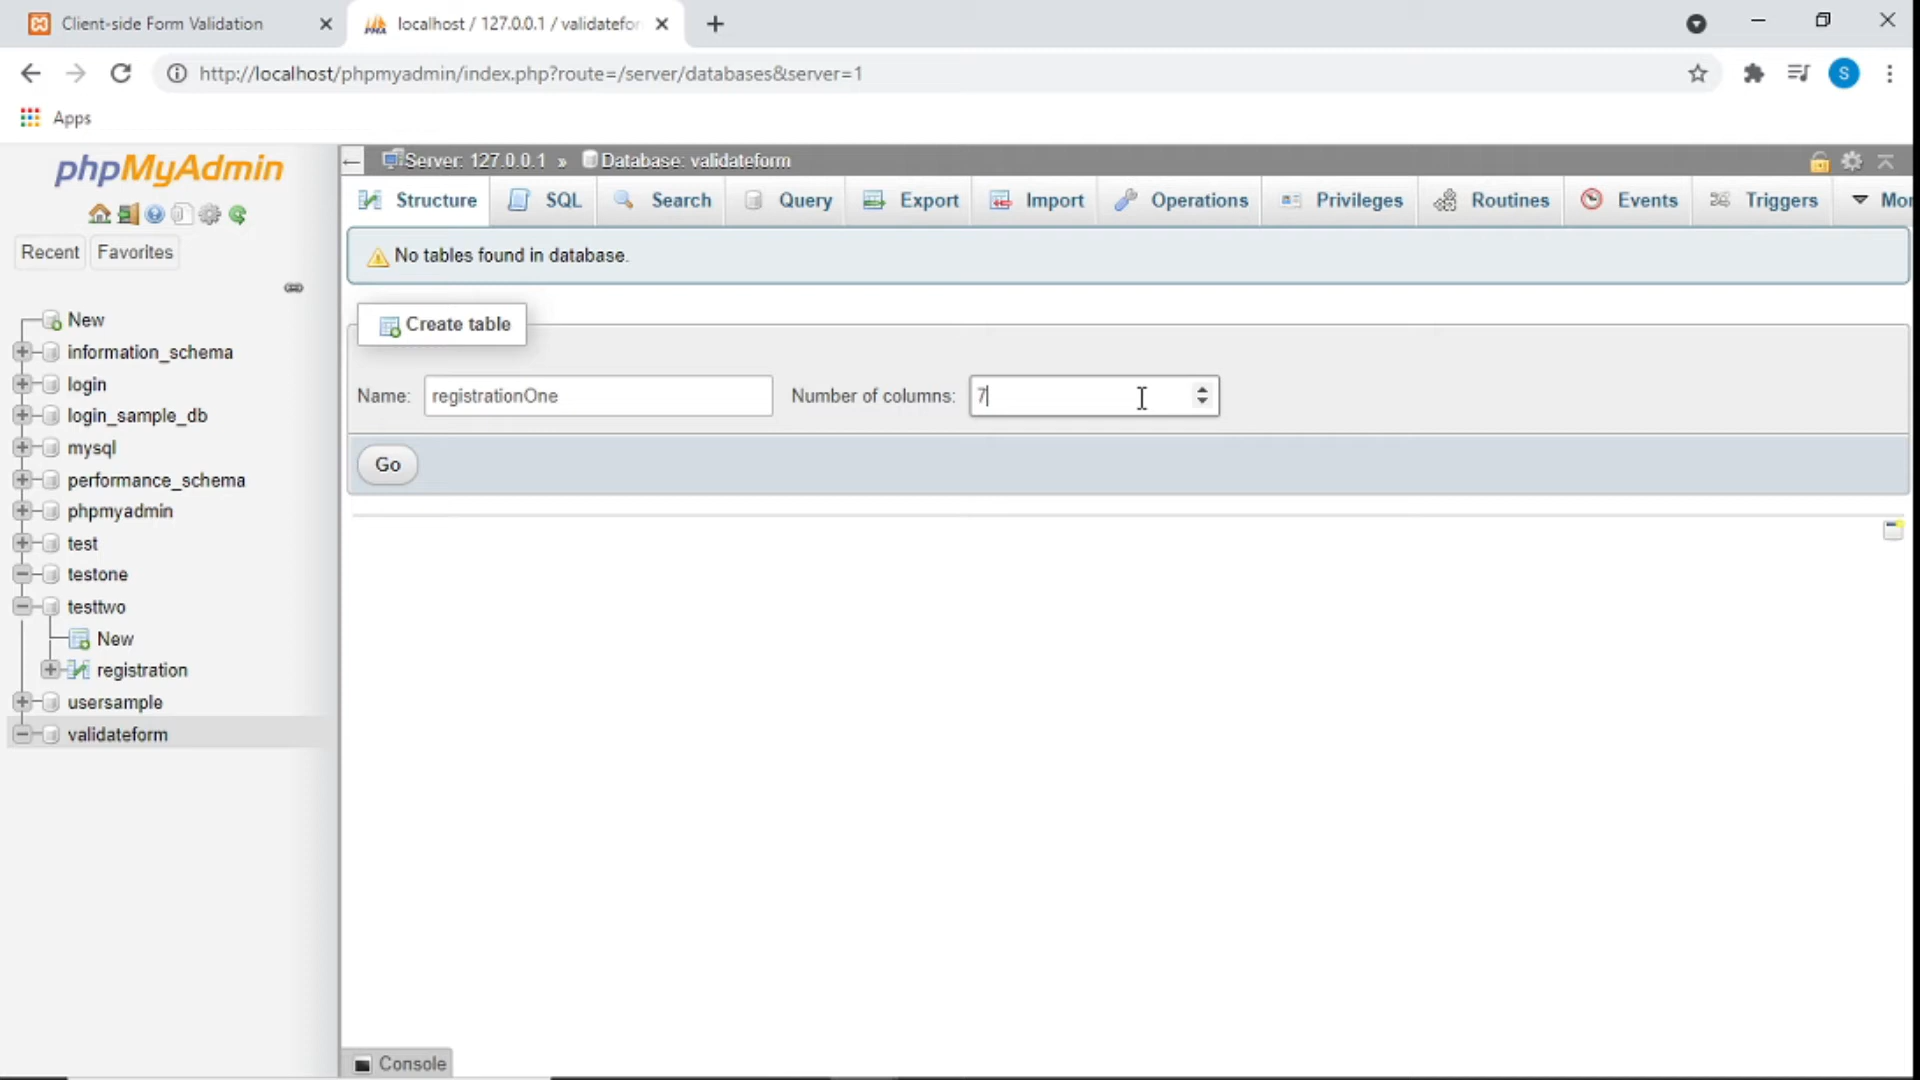 Client-side Form Validation
localhost / 127.0.0.1 / validatefor
http://localhost/phpmyadmin/index.php?route=/server/databases&server=1
S
Apps
phpMyAdmin
Recent Favorites
New
information_schema
login
login_sample_db
mysql
performance_schema
phpmyadmin
test
testone
testtwo
New
registration
usersample
validateform
Server: 127.0.0.1 » Database: validateform
Structure SQL Search Query Export Import Operations Privileges Routines Events Triggers Mor
No tables found in database.
Create table
Name: registrationOne Number of columns: 7
Go
Console